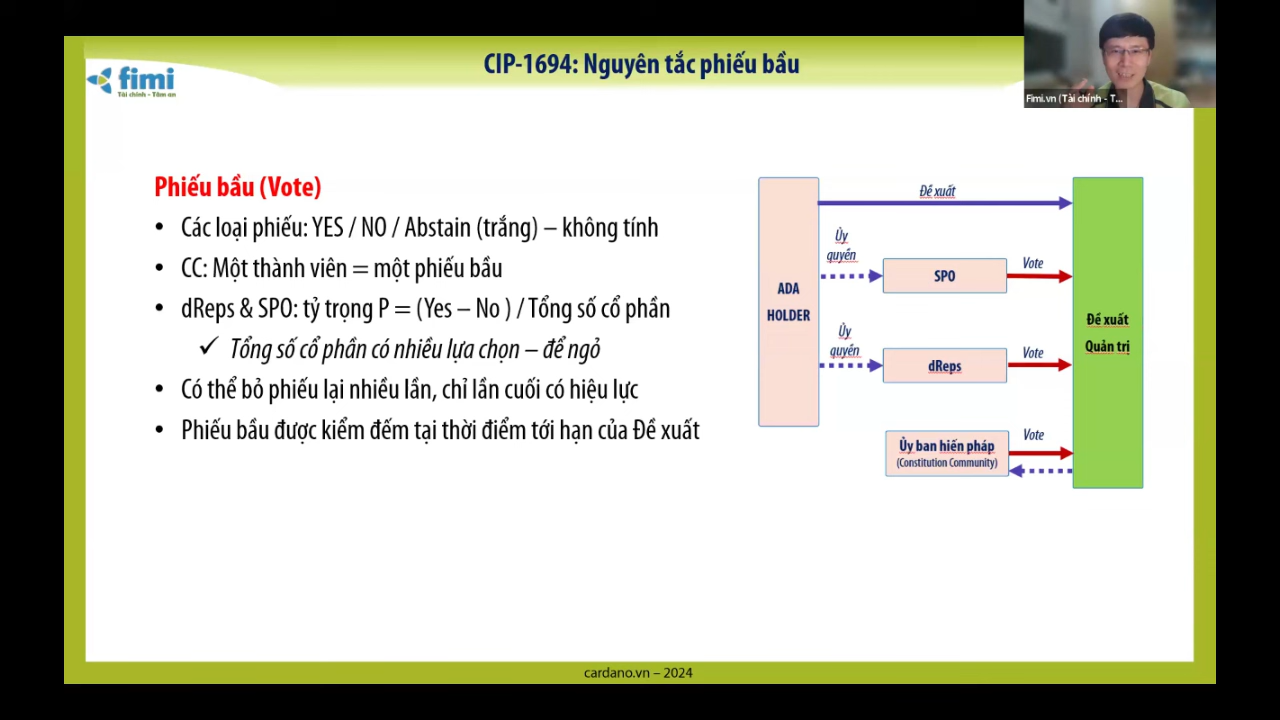 CIP-1694: Nguyên tắc phiếu bầu
fimi
Tài chính - Tâm an
Fimi.vn (Tài chính - T...
Phiếu bầu (Vote)
• Các loại phiếu: YES / NO / Abstain (trắng) – không tính
• CC: Một thành viên = một phiếu bầu
• dReps & SPO: tỷ trọng P = (Yes – No ) / Tổng số cổ phần
✓ Tổng số cổ phần có nhiều lựa chọn – để ngỏ
• Có thể bỏ phiếu lại nhiều lần, chỉ lần cuối có hiệu lực
• Phiếu bầu được kiểm đếm tại thời điểm tới hạn của Đề xuất
ADA
HOLDER
Đề xuất
Ủy
quyền
SPO
Vote
Ủy
quyền
dReps
Vote
Ủy ban hiến pháp
(Constitution Community)
Vote
Đề xuất
Quản trị
cardano.vn – 2024